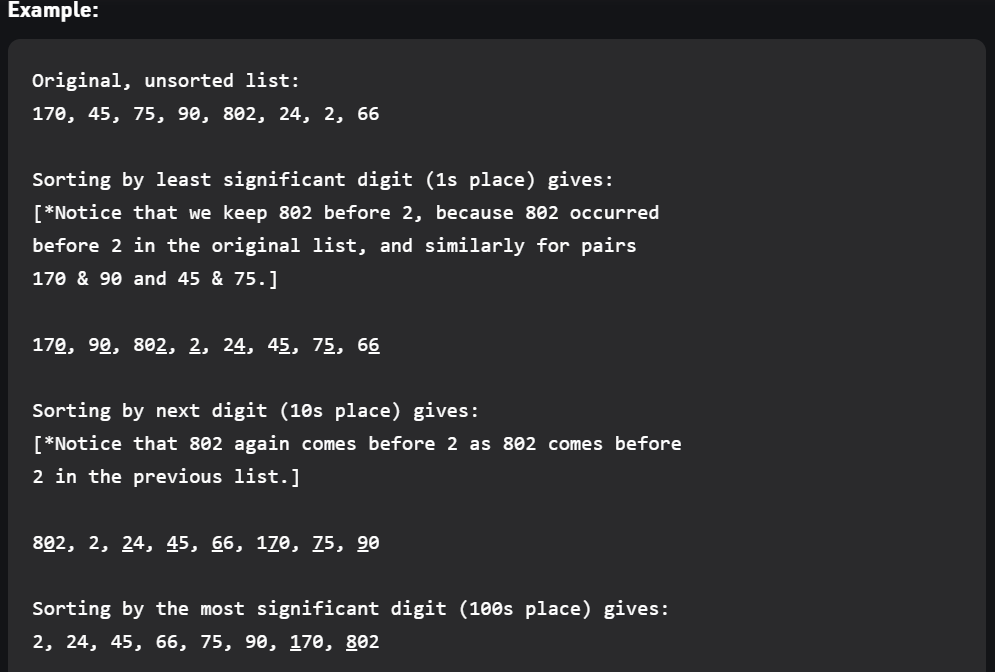 Example:
Original, unsorted list:
170, 45, 75, 90, 802, 24, 2, 66
Sorting by least significant digit (1s place) gives:
[*Notice that we keep 802 before 2, because 802 occurred
before 2 in the original list, and similarly for pairs
170 & 90 and 45 & 75.]
170, 90, 802, 2, 24, 45, 75, 66
Sorting by next digit (10s place) gives:
[*Notice that 802 again comes before 2 as 802 comes before
2 in the previous list.]
802, 2, 24, 45, 66, 170, 75, 90
Sorting by the most significant digit (100s place) gives:
2, 24, 45, 66, 75, 90, 170, 802